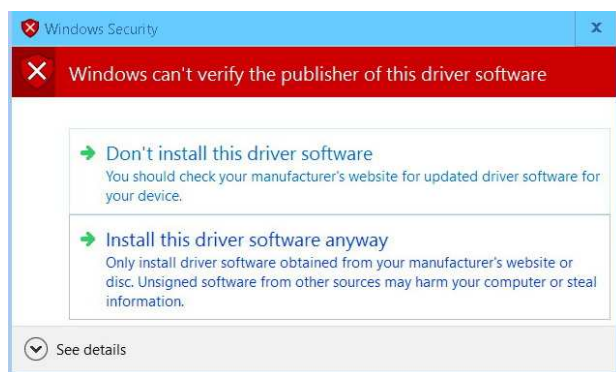 Windows Security
x
Windows can't verify the publisher of this driver software
Don't install this driver software
You should check your manufacturer's website for updated driver software for
your device.
Install this driver software anyway
Only install driver software obtained from your manufacturer's website or
disc. Unsigned software from other sources may harm your computer or steal
information.
See details